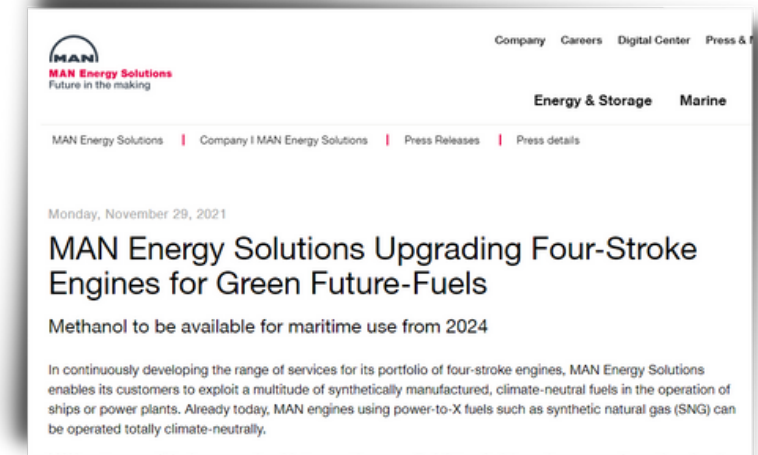 MAN
MAN Energy Solutions
Future in the making
Company Careers Digital Center Press &
Energy & Storage Marine
MAN Energy Solutions | Company I MAN Energy Solutions | Press Releases | Press details
Monday, November 29, 2021
MAN Energy Solutions Upgrading Four-Stroke
Engines for Green Future-Fuels
Methanol to be available for maritime use from 2024
In continuously developing the range of services for its portfolio of four-stroke engines, MAN Energy Solutions
enables its customers to exploit a multitude of synthetically manufactured, climate-neutral fuels in the operation of
ships or power plants. Already today, MAN engines using power-to-X fuels such as synthetic natural gas (SNG) can
be operated totally climate-neutrally.